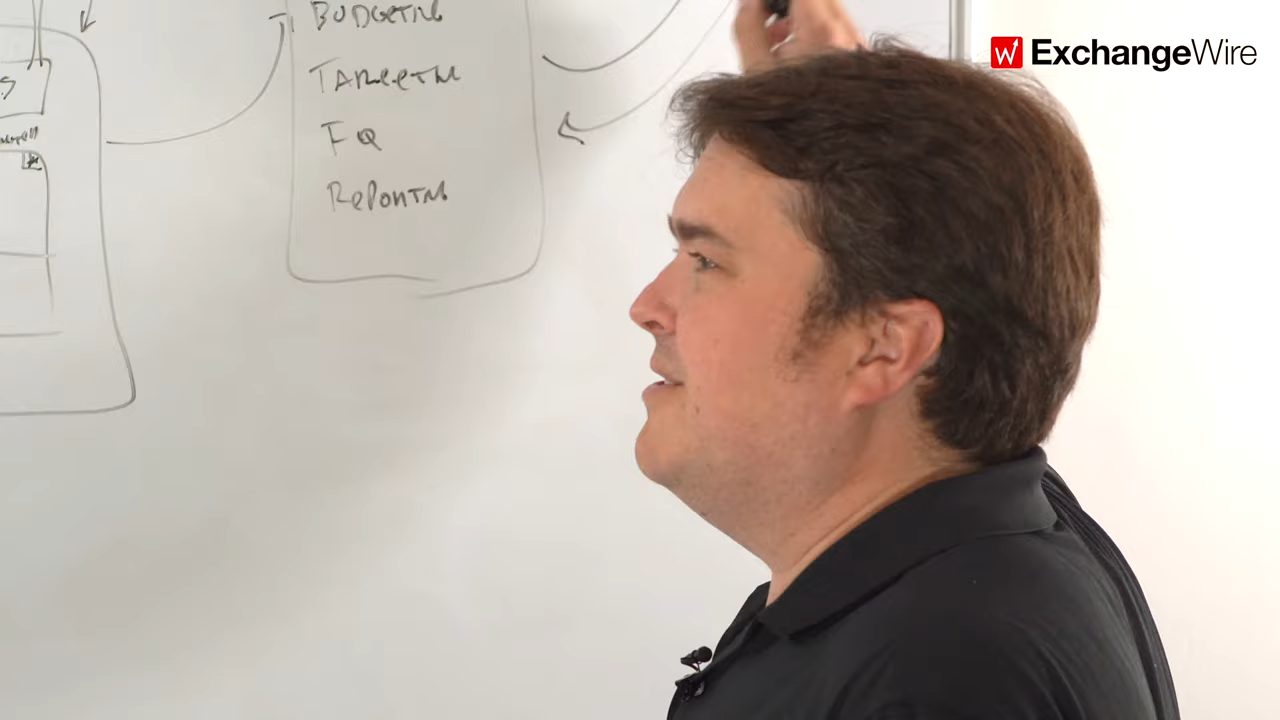 BUDGETING
TARGETING
FQ
REPORTING
ExchangeWire